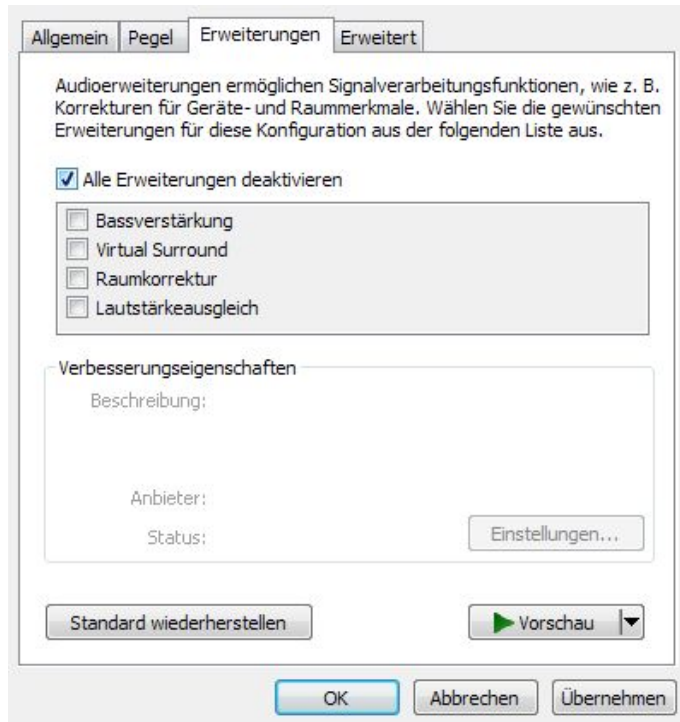 Allgemein Pegel Erweiterungen Erweitert
Audioerweiterungen ermöglichen Signalverarbeitungsfunktionen, wie z. B.
Korrekturen für Geräte- und Raummerkmale. Wählen Sie die gewünschten
Erweiterungen für diese Konfiguration aus der folgenden Liste aus.
Alle Erweiterungen deaktivieren
Bassverstärkung
Virtual Surround
Raumkorrektur
Lautstärkeausgleich
Verbesserungseigenschaften
Beschreibung:
Anbieter:
Status:
Einstellungen...
Standard wiederherstellen
Vorschau
OK Abbrechen Übernehmen